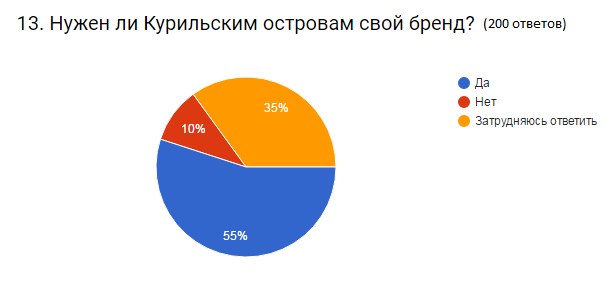 13. Нужен ли Курильским островам свой бренд? (200 ответов)
35%
10%
55%
Да
Нет
Затрудняюсь ответить